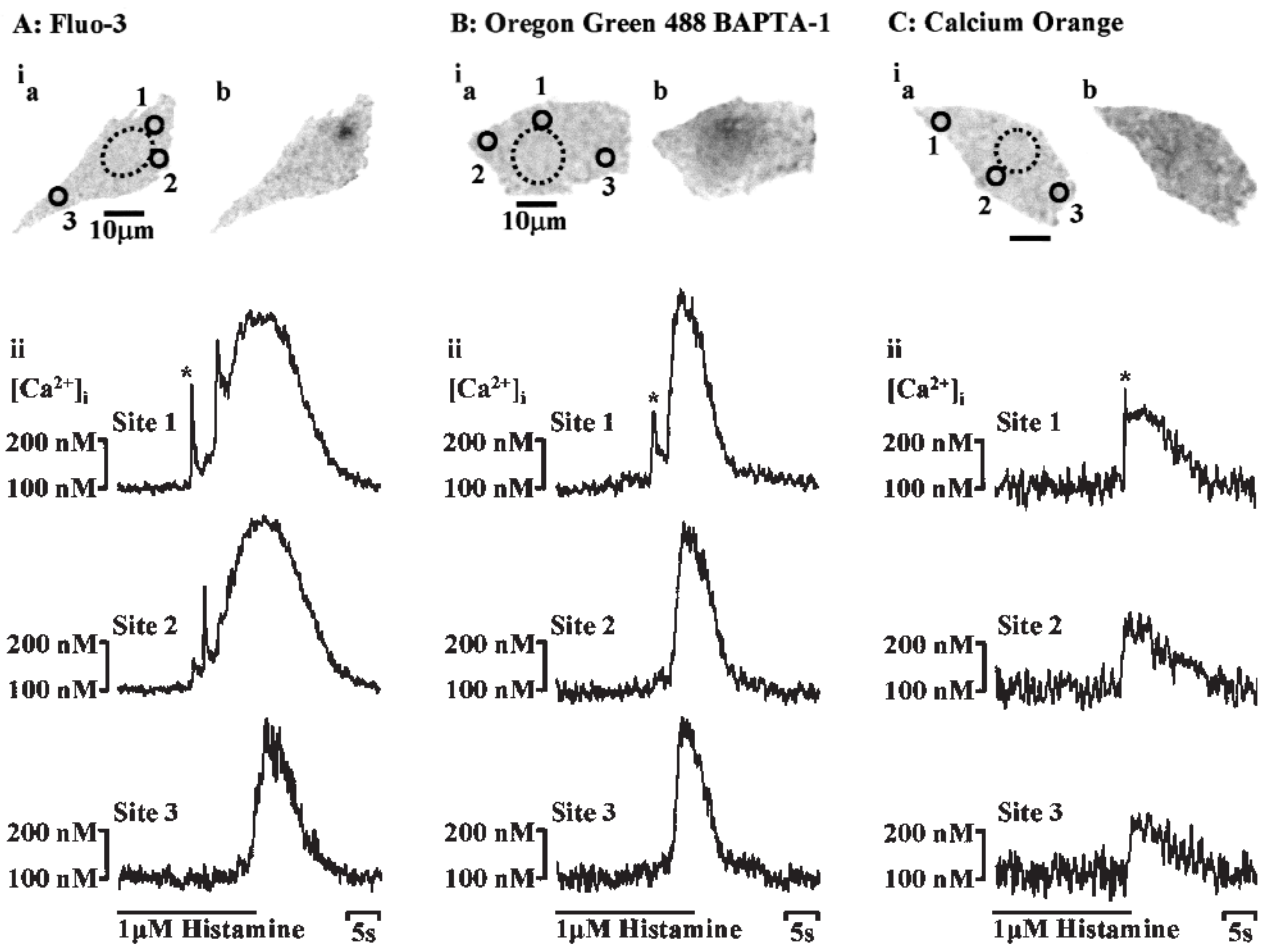 A: Fluo-3
B: Oregon Green 488 BAPTA-1
C: Calcium Orange
i
a
b
1
2
3
10µm
i
a
b
1
2
3
10µm
i
a
b
1
2
3
ii
[Ca2+]i
*
Site 1
200 nM
100 nM
Site 2
200 nM
100 nM
Site 3
200 nM
100 nM
1µM Histamine
5s
ii
[Ca2+]i
*
Site 1
200 nM
100 nM
Site 2
200 nM
100 nM
Site 3
200 nM
100 nM
1µM Histamine
5s
ii
[Ca2+]i
*
Site 1
200 nM
100 nM
Site 2
200 nM
100 nM
Site 3
200 nM
100 nM
1µM Histamine
5s